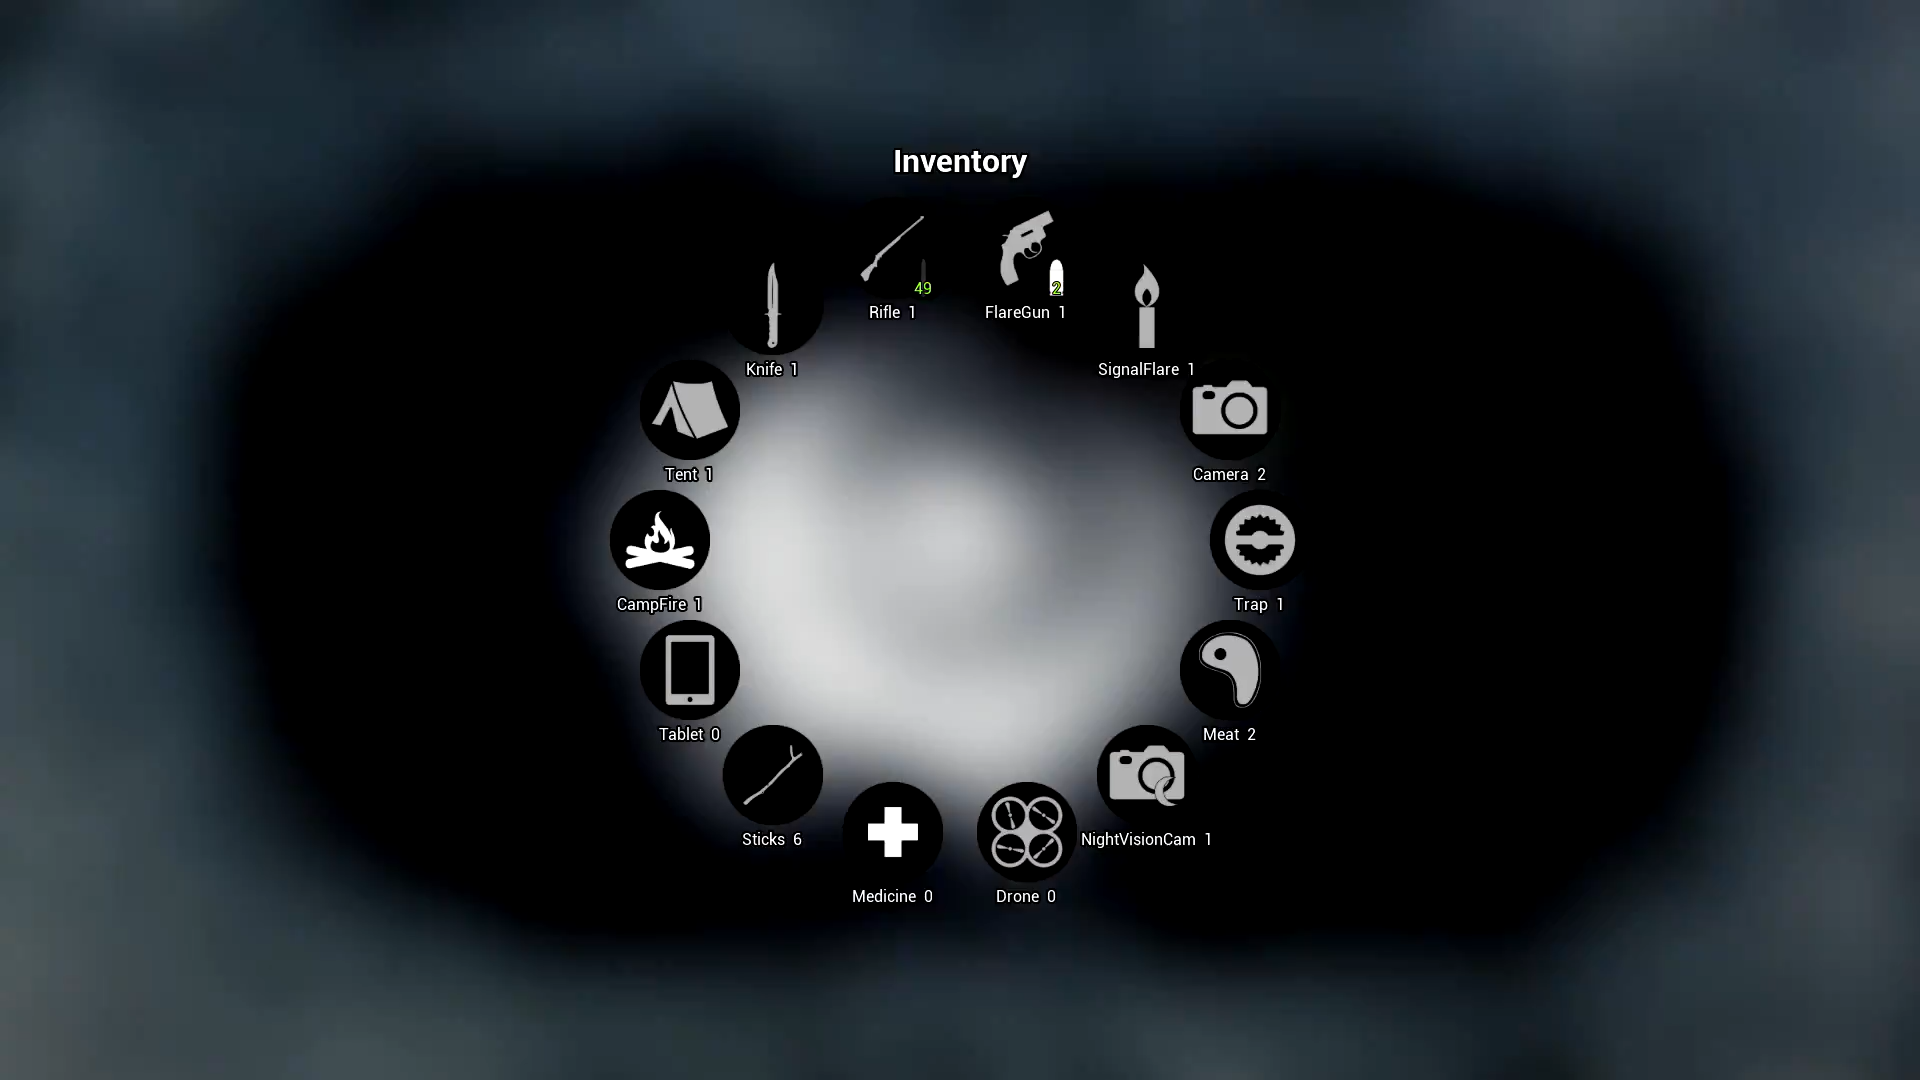 Inventory
49
Rifle 1
2
FlareGun 1
Knife 1
SignalFlare 1
Tent 1
Camera 2
CampFire 1
Trap 1
Tablet 0
Meat 2
Sticks 6
NightVisionCam 1
Medicine 0
Drone 0